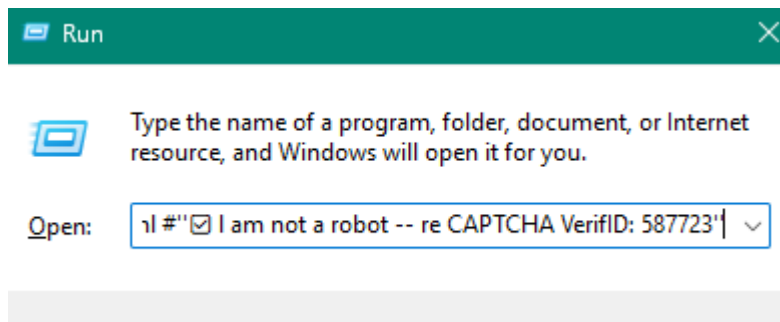 Run
Type the name of a program, folder, document, or Internet
resource, and Windows will open it for you.
Open: #''☑ I am not a robot -- re CAPTCHA VerifID: 587723''